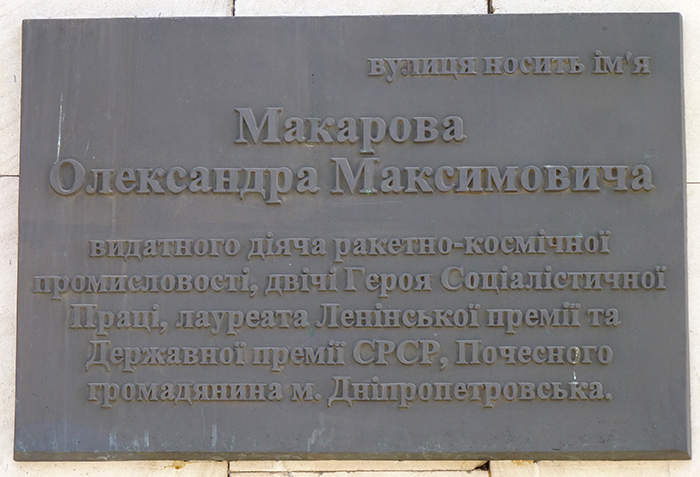 вулиця носить ім'я
Макарова
Олександра Максимовича
видатного діяча ракетно-космічної
промисловості, двічі Героя Соціалістичної
Праці, лауреата Ленінської премії та
Державної премії СРСР, Почесного
громадянина м. Дніпропетровська.